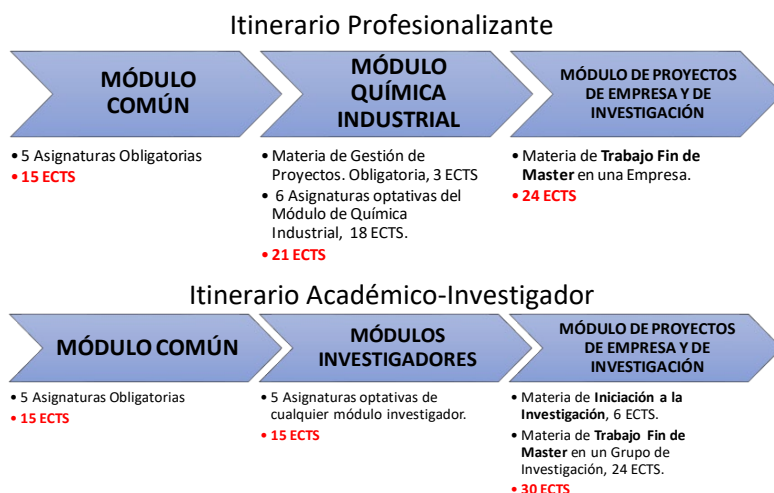 Itinerario Profesionalizante
MÓDULO
COMÚN
• 5 Asignaturas Obligatorias
• 15 ECTS
MÓDULO
QUÍMICA
INDUSTRIAL
• Materia de Gestión de
Proyectos. Obligatoria, 3 ECTS
• 6 Asignaturas optativas del
Módulo de Química
Industrial, 18 ECTS.
• 21 ECTS
MÓDULO DE PROYECTOS
DE EMPRESA Y DE
INVESTIGACIÓN
• Materia de Trabajo Fin de
Master en una Empresa.
• 24 ECTS
Itinerario Académico-Investigador
MÓDULO COMÚN
• 5 Asignaturas Obligatorias
• 15 ECTS
MÓDULOS
INVESTIGADORES
• 5 Asignaturas optativas de
cualquier módulo investigador.
• 15 ECTS
MÓDULO DE PROYECTOS
DE EMPRESA Y DE
INVESTIGACIÓN
• Materia de Iniciación a la
Investigación, 6 ECTS.
• Materia de Trabajo Fin de
Master en un Grupo de
Investigación, 24 ECTS.
• 30 ECTS